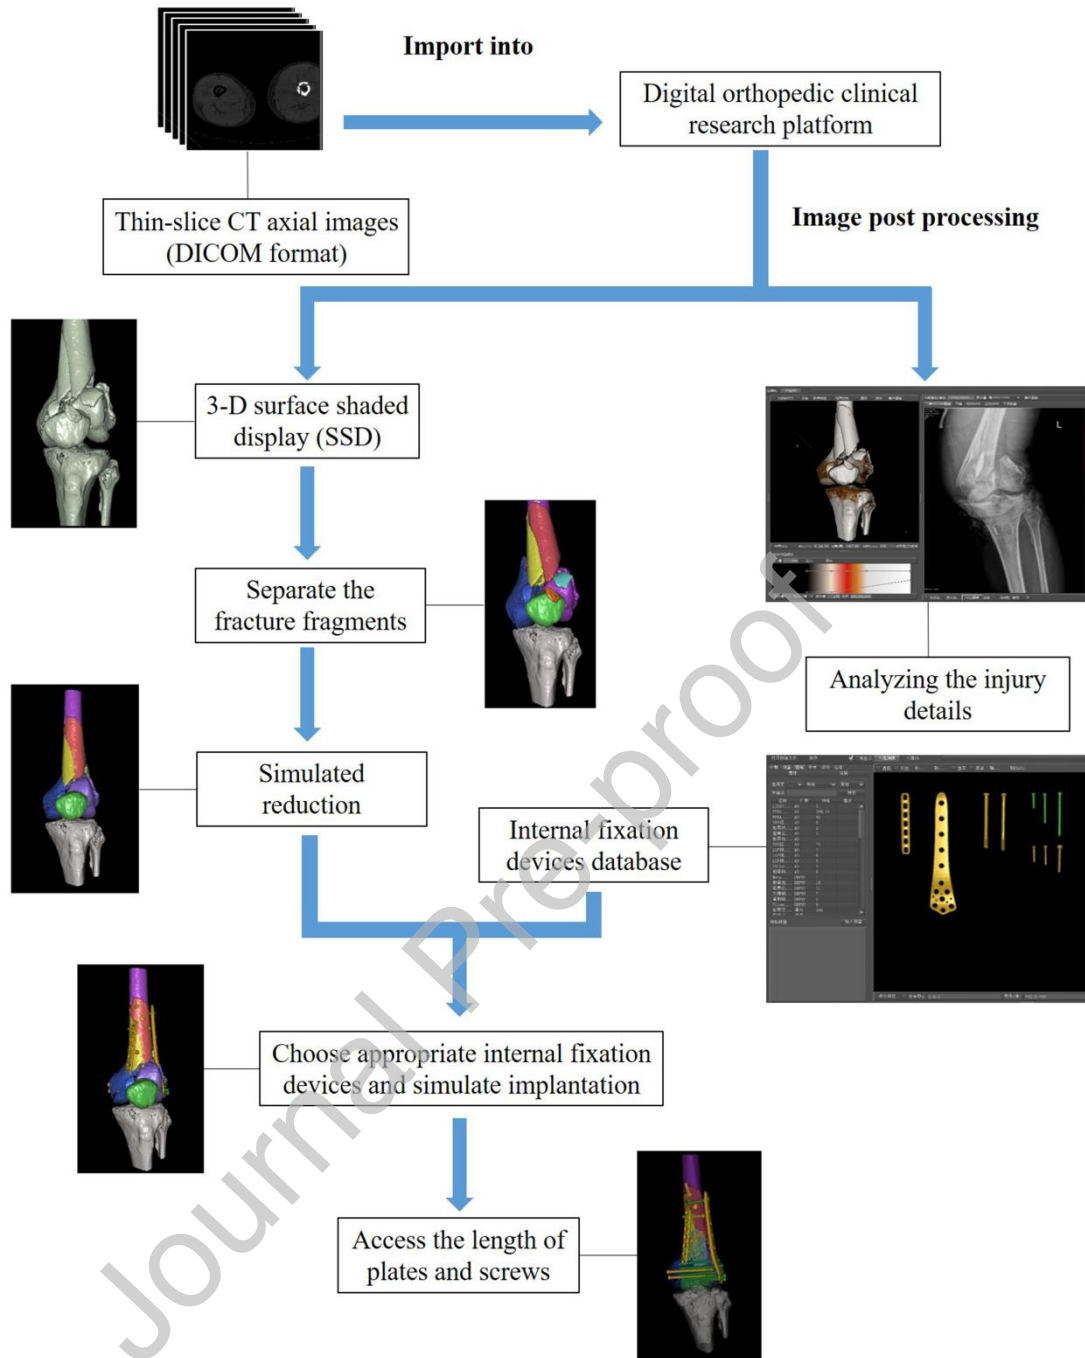 Import into
Digital orthopedic clinical
research platform
Thin-slice CT axial images
(DICOM format)
Image post processing
3-D surface shaded
display (SSD)
L
Separate the
fracture fragments
Analyzing the injury
details
Simulated
reduction
Internal fixation
devices database
Choose appropriate internal fixation
devices and simulate implantation
Access the length of
plates and screws
Journal Pre-proof